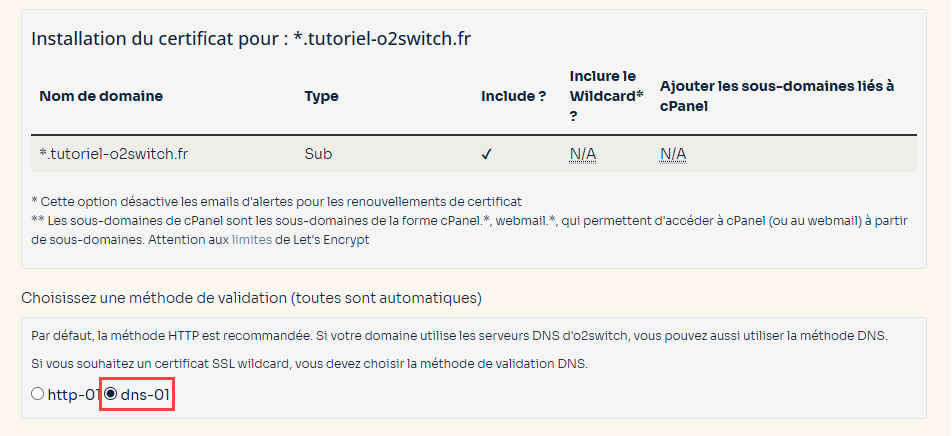 Installation du certificat pour : *.tutoriel-o2switch.fr
Nom de domaine Type Include ? Inclure le Wildcard* ? Ajouter les sous-domaines liés à cPanel
*.tutoriel-o2switch.fr Sub ✓ N/A N/A
* Cette option désactive les emails d'alertes pour les renouvellements de certificat
** Les sous-domaines de cPanel sont les sous-domaines de la forme cPanel.*, webmail.*, qui permettent d'accéder à cPanel (ou au webmail) à partir
de sous-domaines. Attention aux limites de Let's Encrypt
Choisissez une méthode de validation (toutes sont automatiques)
Par défaut, la méthode HTTP est recommandée. Si votre domaine utilise les serveurs DNS d'o2switch, vous pouvez aussi utiliser la méthode DNS.
Si vous souhaitez un certificat SSL wildcard, vous devez choisir la méthode de validation DNS.
http-01 dns-01